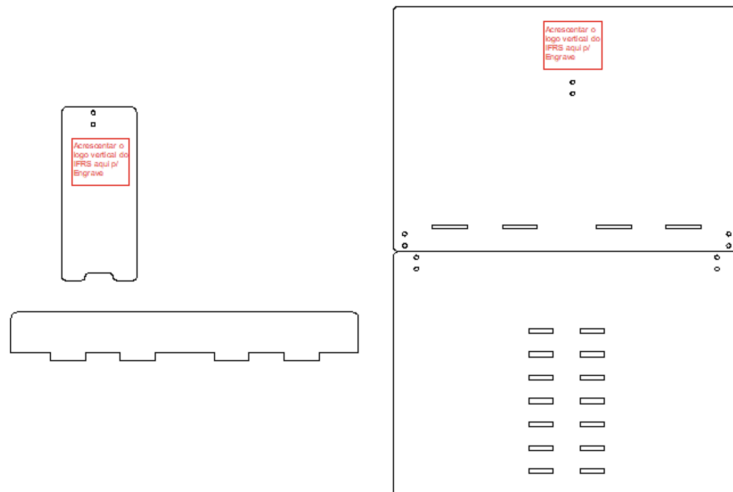 Acrescentar o
logo vertical do
IFRS aqui p/
Engrave
Acrescentar o
logo vertical do
IFRS aqui p/
Engrave